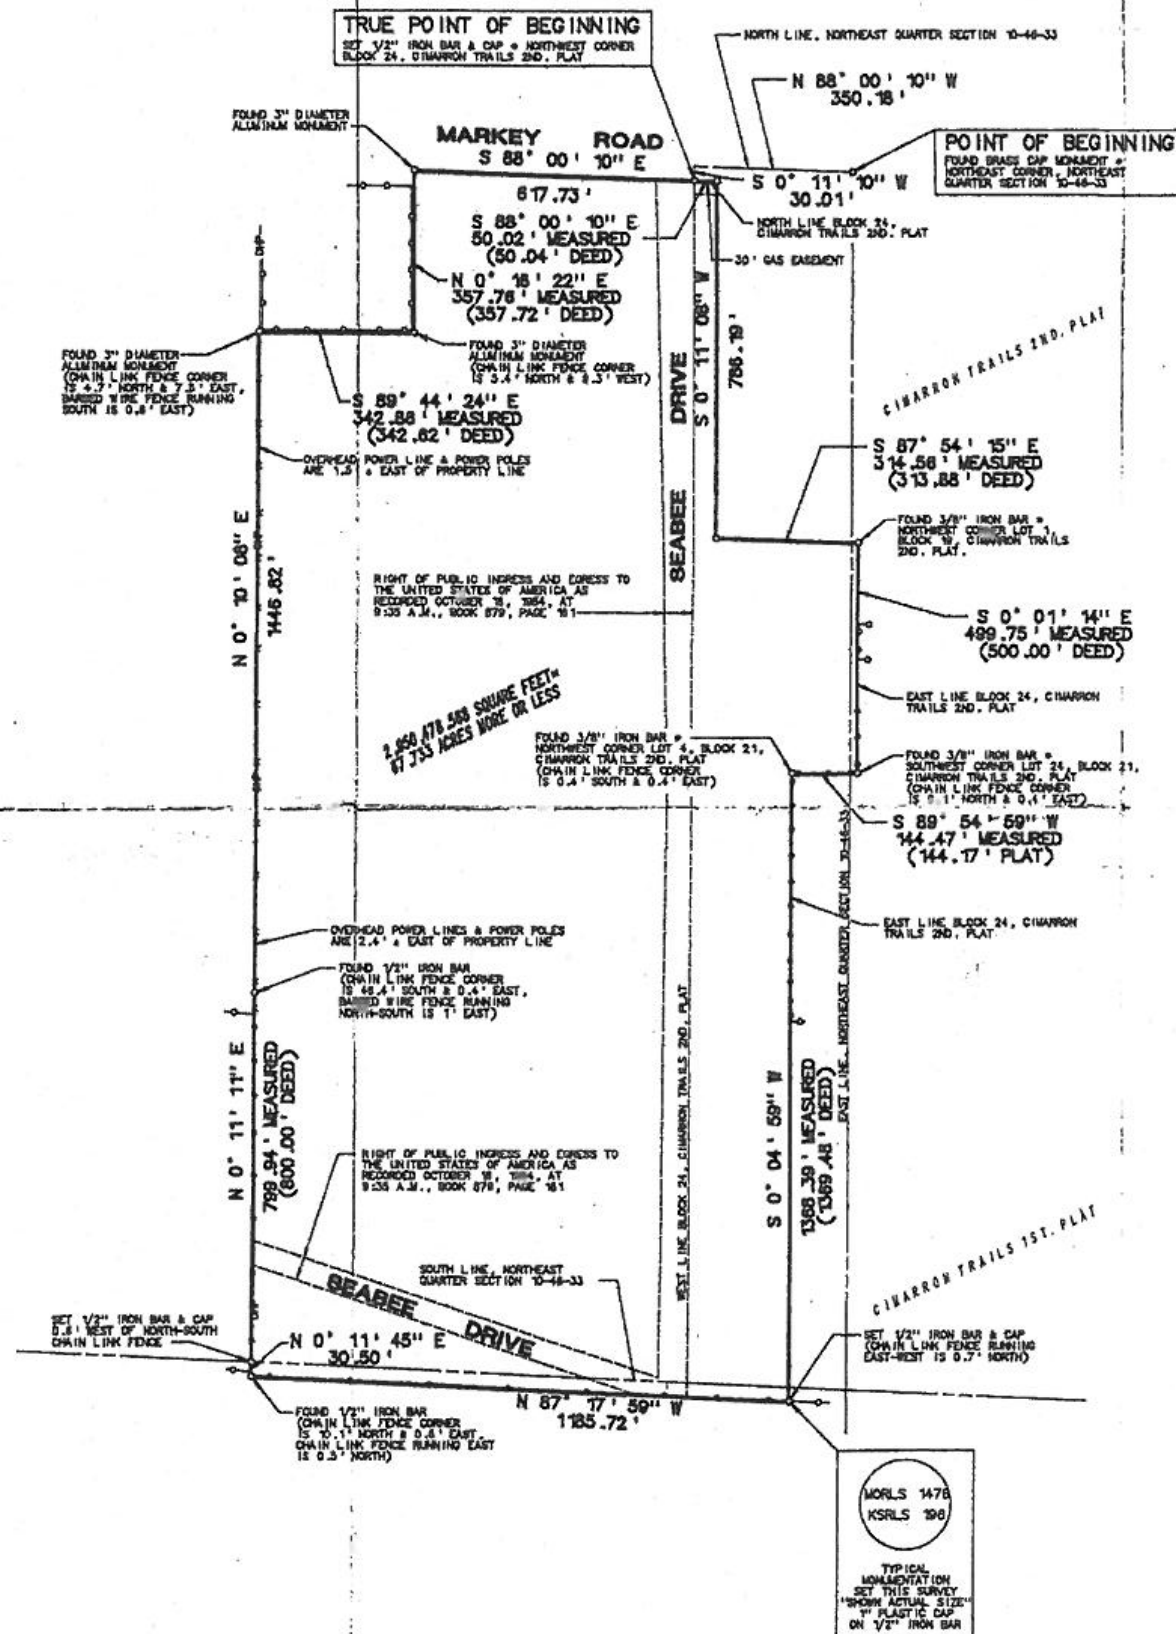 TRUE POINT OF BEGINNING
SET 1/2" IRON BAR & CAP @ NORTHWEST CORNER
BLOCK 24, CIMARRON TRAILS 2ND. PLAT
NORTH LINE, NORTHEAST QUARTER SECTION 10-46-33
N 88° 00' 10" W
350.18'
FOUND 3" DIAMETER
ALUMINUM MONUMENT
MARKEY ROAD
S 88° 00' 10" E
617.73'
POINT OF BEGINNING
FOUND BRASS CAP MONUMENT @
NORTHEAST CORNER, NORTHEAST
QUARTER SECTION 10-46-33
S 0° 11' 10" W
30.01'
S 88° 00' 10" E
50.02' MEASURED
(50.04' DEED)
NORTH LINE BLOCK 24,
CIMARRON TRAILS 2ND. PLAT
30' GAS EASEMENT
N 0° 16' 22" E
357.76' MEASURED
(357.72' DEED)
OHP
FOUND 3" DIAMETER
ALUMINUM MONUMENT
(CHAIN LINK FENCE CORNER
IS 4.7' NORTH & EAST,
BARBED WIRE FENCE RUNNING
SOUTH IS 0.8' EAST)
FOUND 3" DIAMETER
ALUMINUM MONUMENT
(CHAIN LINK FENCE CORNER
IS 5.4' NORTH & WEST)
S 89° 44' 24" E
342.88' MEASURED
(342.62' DEED)
OVERHEAD POWER LINE & POWER POLES
ARE 1.5' ± EAST OF PROPERTY LINE
SEABEE DRIVE
S 0° 11' 08" W
786.19'
CIMARRON TRAILS 2ND. PLAT
S 87° 54' 15" E
314.56' MEASURED
(313.88' DEED)
FOUND 3/8" IRON BAR @
NORTHWEST CORNER LOT 1,
BLOCK 19, CIMARRON TRAILS
2ND. PLAT.
N 0° 10' 08" E
1446.82'
RIGHT OF PUBLIC INGRESS AND EGRESS TO
THE UNITED STATES OF AMERICA AS
RECORDED OCTOBER 18, 1984, AT
9:35 A.M., BOOK 879, PAGE 161
S 0° 01' 14" E
499.75' MEASURED
(500.00' DEED)
EAST LINE BLOCK 24, CIMARRON
TRAILS 2ND. PLAT
SQUARE FEET=
ACRES MORE OR LESS
FOUND 3/8" IRON BAR @
NORTHWEST CORNER LOT 4, BLOCK 21,
CIMARRON TRAILS 2ND. PLAT
(CHAIN LINK FENCE CORNER
IS 0.4' SOUTH & 0.4' EAST)
FOUND 3/8" IRON BAR @
SOUTHWEST CORNER LOT 24, BLOCK 21,
CIMARRON TRAILS 2ND. PLAT
(CHAIN LINK FENCE CORNER
IS NORTH & 0.4' EAST)
S 89° 54' 59" W
144.47' MEASURED
(144.17' PLAT)
EAST LINE, NORTHEAST QUARTER SECTION 10-46-33
OVERHEAD POWER LINES & POWER POLES
ARE 2.4' ± EAST OF PROPERTY LINE
EAST LINE, BLOCK 24, CIMARRON
TRAILS 2ND. PLAT
FOUND 1/2" IRON BAR
(CHAIN LINK FENCE CORNER
IS 46.4' SOUTH & 0.4' EAST,
BARBED WIRE FENCE RUNNING
NORTH-SOUTH IS 1' EAST)
N 0° 11' 11" E
799.94' MEASURED
(800.00' DEED)
WEST LINE BLOCK 24, CIMARRON TRAILS 2ND. PLAT
S 0° 04' 59" W
1368.39' MEASURED
(1369.48' DEED)
RIGHT OF PUBLIC INGRESS AND EGRESS TO
THE UNITED STATES OF AMERICA AS
RECORDED OCTOBER 18, AT
9:35 A.M., BOOK 879, PAGE 161
CIMARRON TRAILS 1ST. PLAT
SOUTH LINE, NORTHEAST
QUARTER SECTION 10-46-33
SEABEE DRIVE
SET 1/2" IRON BAR & CAP
WEST OF NORTH-SOUTH
CHAIN LINK FENCE
N 0° 11' 45" E
30.50'
SET 1/2" IRON BAR & CAP
(CHAIN LINK FENCE RUNNING
EAST-WEST IS 0.7' NORTH)
N 87° 17' 59" W
1185.72'
FOUND 1/2" IRON BAR
(CHAIN LINK FENCE CORNER
IS 10.1' NORTH & EAST,
CHAIN LINK FENCE RUNNING EAST
IS NORTH)
MORLS 1476
KSRLS 196
TYPICAL
MONUMENTATION
SET THIS SURVEY
"SHOWN ACTUAL SIZE"
1" PLASTIC CAP
ON 1/2" IRON BAR